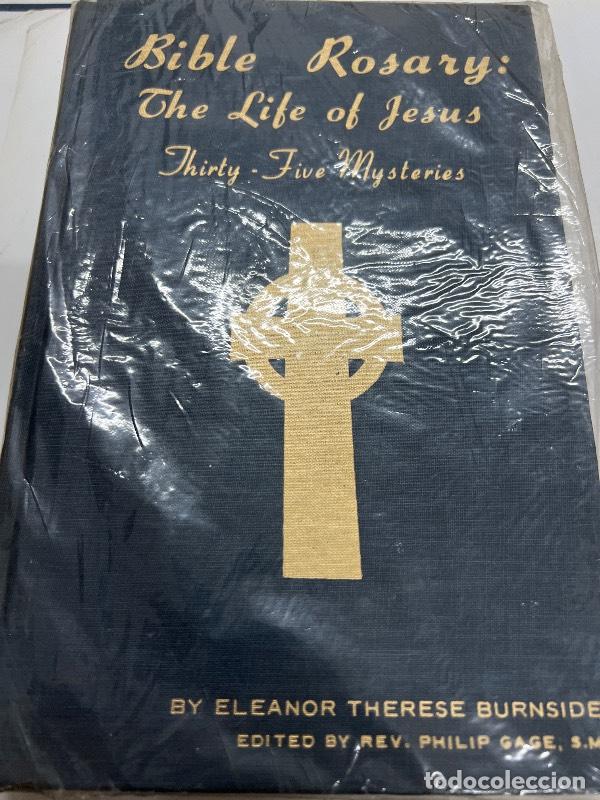 Bible Rosary:
The Life of Jesus
Thirty-Five Mysteries
BY ELEANOR THERESE BURNSIDE
EDITED BY REV. PHILIP GAGE, S.M
todocoleccion